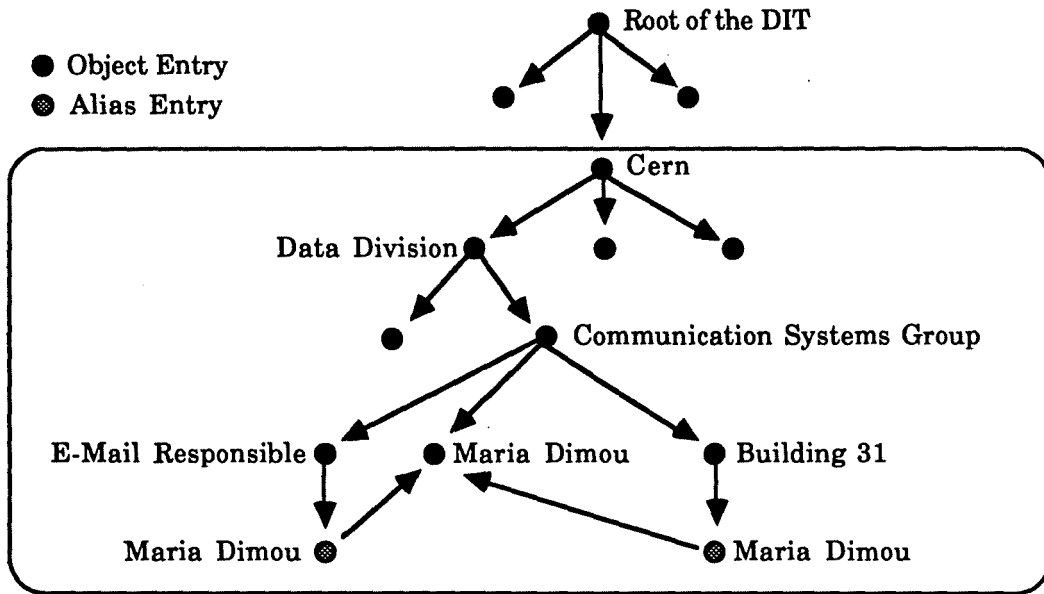 Root of the DIT
Object Entry
Alias Entry
Cern
Data Division
Communication Systems Group
E-Mail Responsible
Maria Dimou
Building 31
Maria Dimou
Maria Dimou